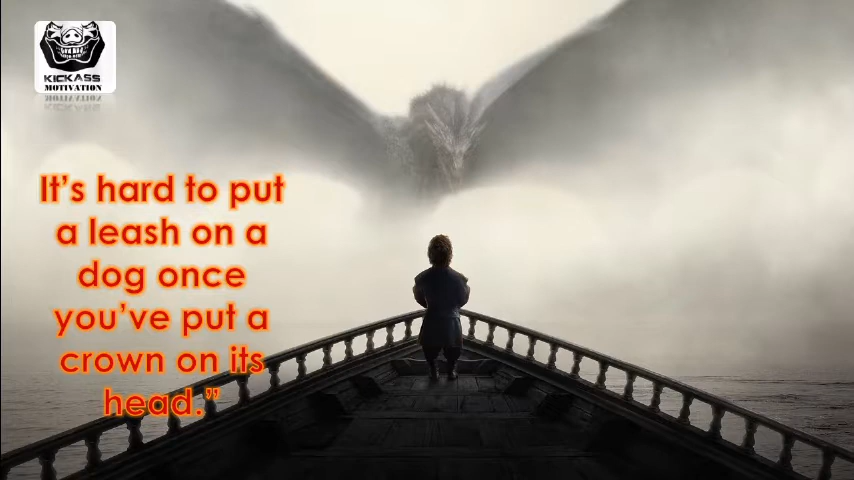 KICKASS
MOTIVATION
It's hard to put
a leash on a
dog once
you've put a
crown on its
head.”